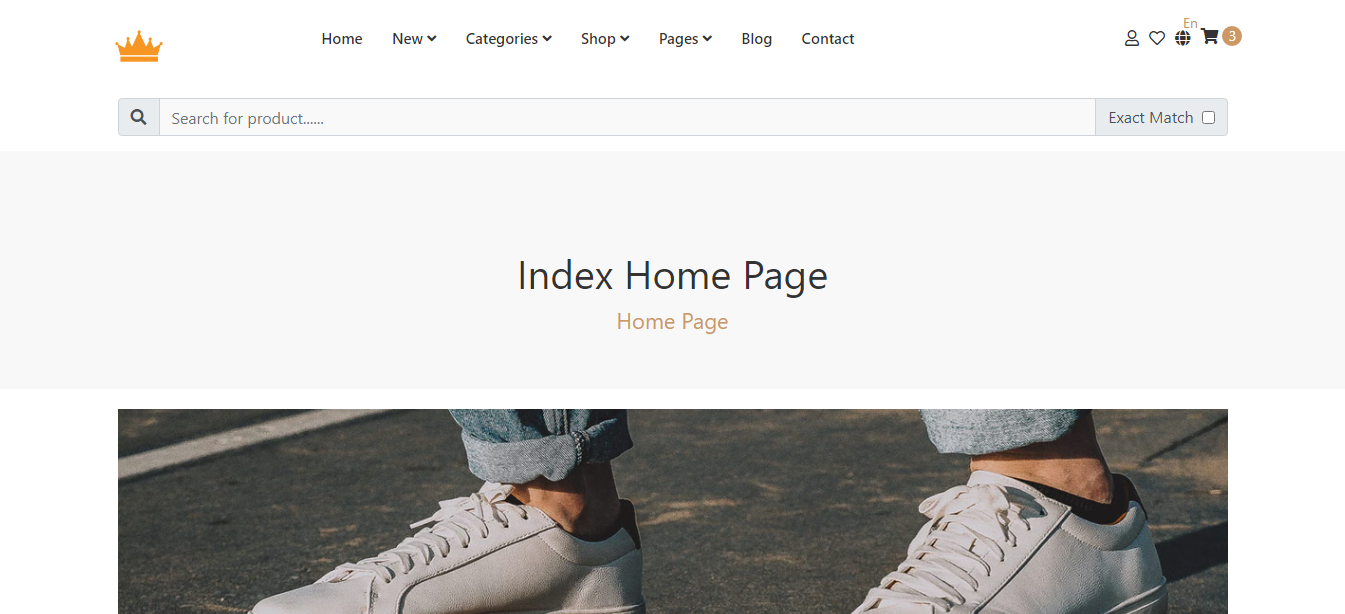 En
Home New Categories Shop Pages Blog Contact 3
Search for product...... Exact Match
Index Home Page
Home Page